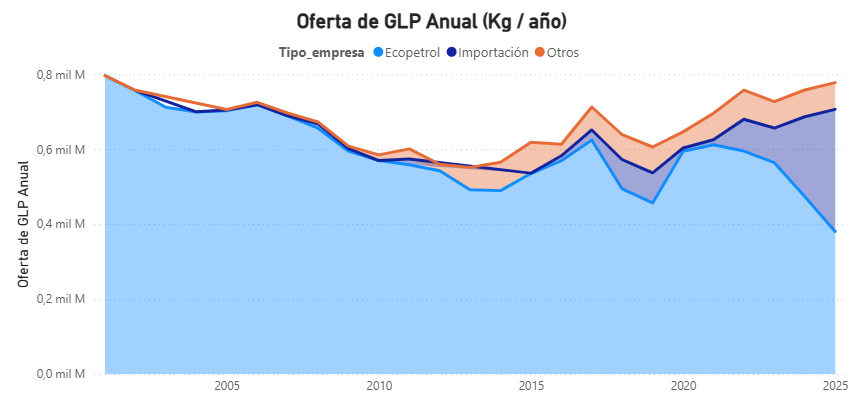 Oferta de GLP Anual (Kg / año)
Tipo_empresa Ecopetrol Importación Otros
Oferta de GLP Anual
0,8 mil M
0,6 mil M
0,4 mil M
0,2 mil M
0,0 mil M
2005 2010 2015 2020 2025